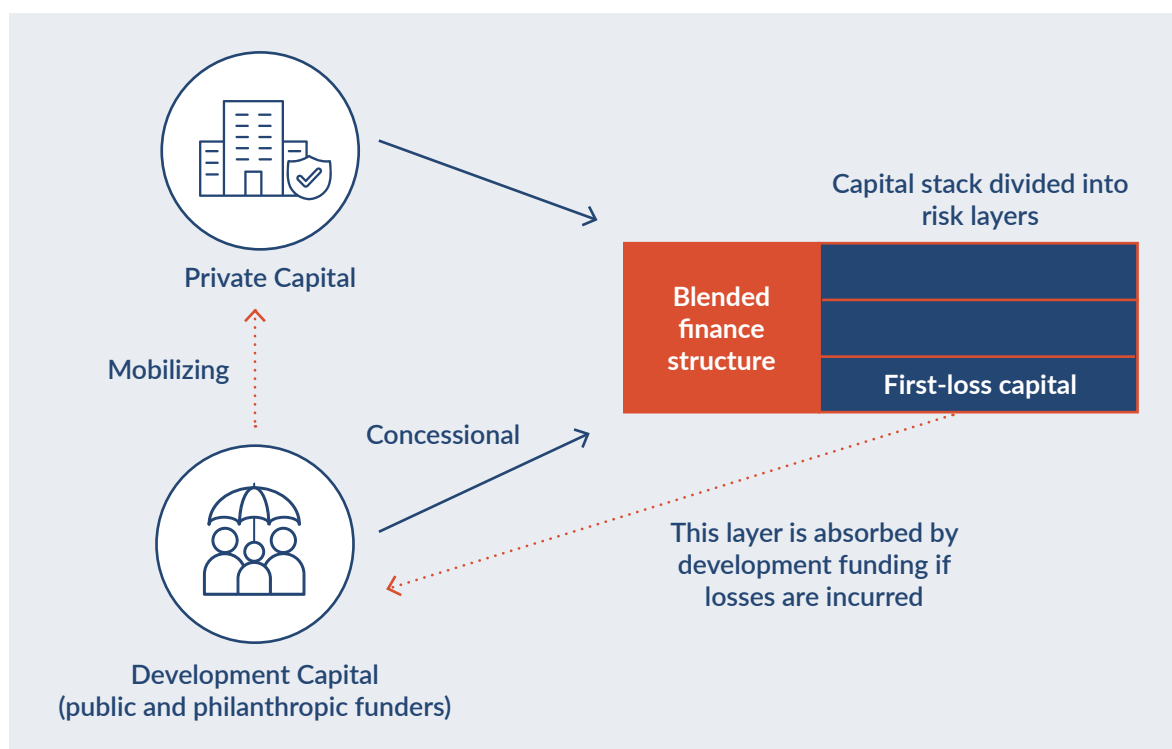 Private Capital
Mobilizing
Concessional
Development Capital
(public and philanthropic funders)
Capital stack divided into
risk layers
Blended
finance
structure
First-loss capital
This layer is absorbed by
development funding if
losses are incurred